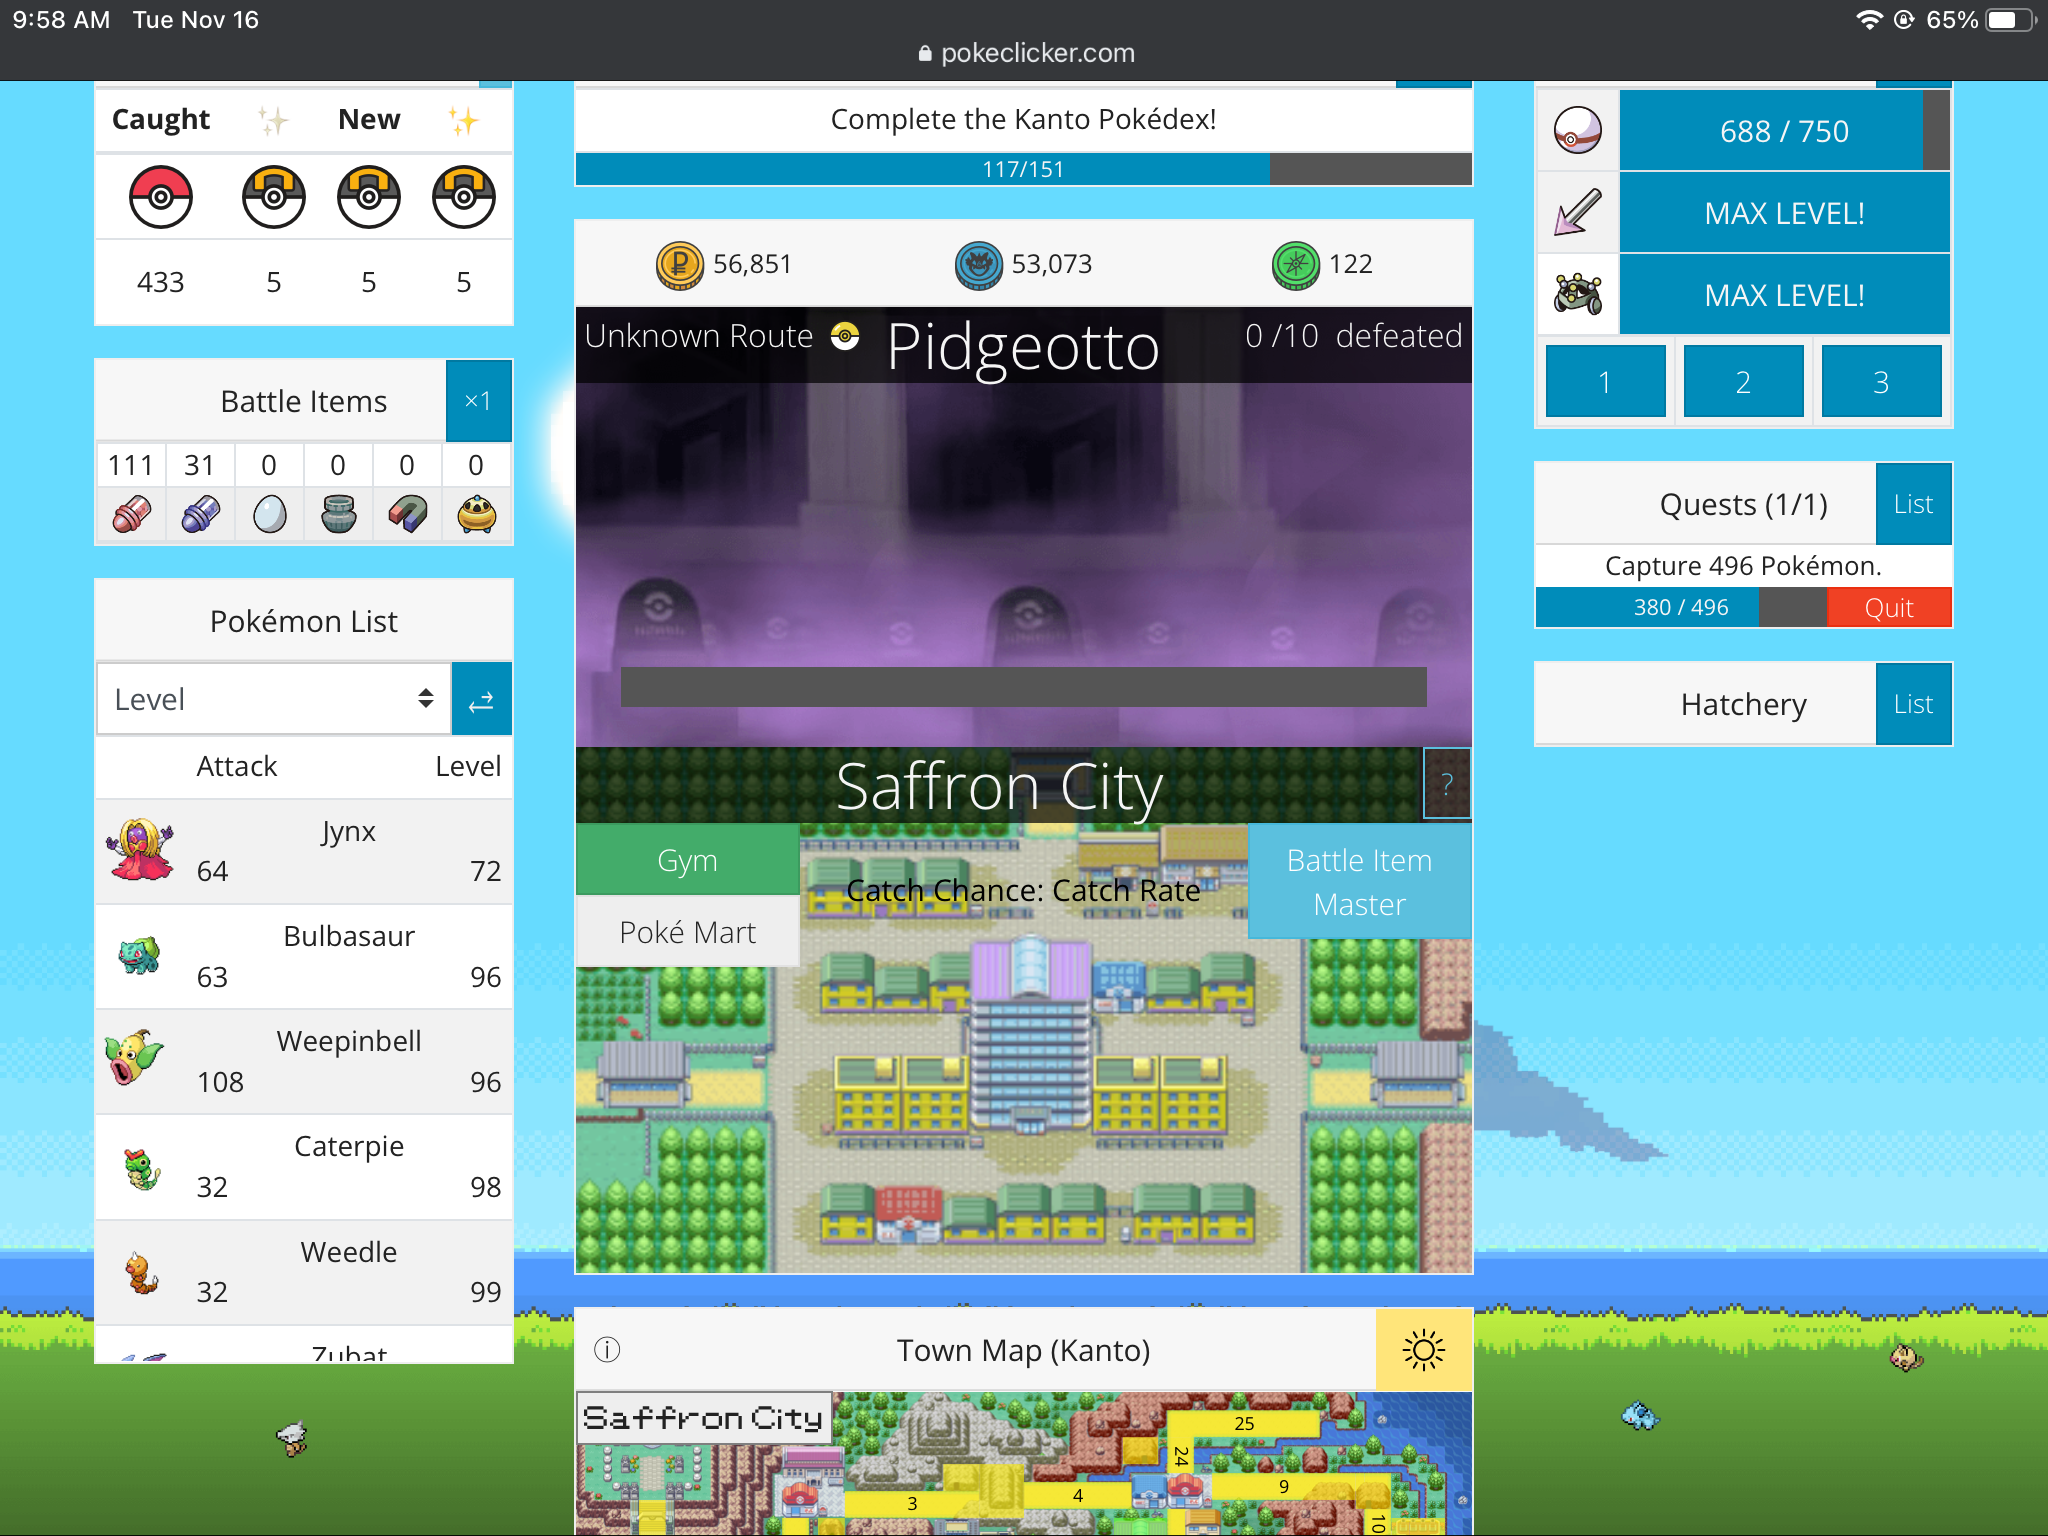 9:58 AM Tue Nov 16
65%
pokeclicker.com
Caught New
433 5 5 5
Battle Items ×1
111 31 0 0 0 0
Pokémon List
Level
Attack Level
Jynx
64 72
Bulbasaur
63 96
Weepinbell
108 96
Caterpie
32 98
Weedle
32 99
Zubat
Complete the Kanto Pokédex!
117/151
56,851 53,073 122
Unknown Route Pidgeotto 0 /10 defeated
Saffron City ?
Gym
Poké Mart
Catch Chance: Catch Rate
Battle Item
Master
Town Map (Kanto)
Saffron City
25
24
3 4 9
10
688 / 750
MAX LEVEL!
MAX LEVEL!
1 2 3
Quests (1/1) List
Capture 496 Pokémon.
380 / 496 Quit
Hatchery List